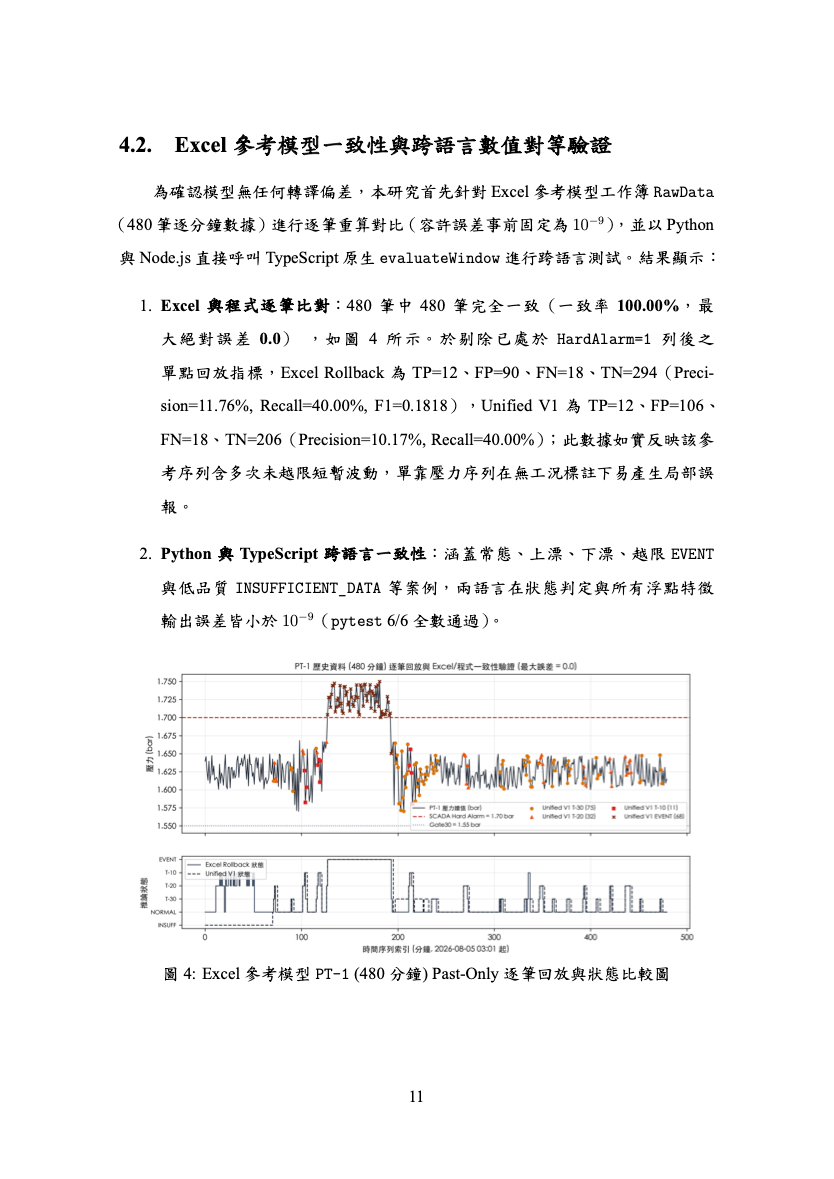 4.2. Excel 參考模型一致性與跨語言數值對等驗證
為確認模型無任何轉譯偏差，本研究首先針對 Excel 參考模型工作簿 RawData
（480 筆逐分鐘數據）進行逐筆重算對比（容許誤差事前固定為 10⁻⁹），並以 Python
與 Node.js 直接呼叫 TypeScript 原生 evaluateWindow 進行跨語言測試。結果顯示：
1. Excel 與程式逐筆比對：480 筆中 480 筆完全一致（一致率 100.00%，最
大絕對誤差 0.0） ，如圖 4 所示。於剔除已處於 HardAlarm=1 列後之
單點回放指標，Excel Rollback 為 TP=12、FP=90、FN=18、TN=294（Preci-
sion=11.76%, Recall=40.00%, F1=0.1818），Unified V1 為 TP=12、FP=106、
FN=18、TN=206（Precision=10.17%, Recall=40.00%）；此數據如實反映該參
考序列含多次未越限短暫波動，單靠壓力序列在無工況標註下易產生局部誤
報。
2. Python 與 TypeScript 跨語言一致性：涵蓋常態、上漂、下漂、越限 EVENT
與低品質 INSUFFICIENT_DATA 等案例，兩語言在狀態判定與所有浮點特徵
輸出誤差皆小於 10⁻⁹（pytest 6/6 全數通過）。
PT-1 歷史資料 (480 分鐘) 逐筆回放與 Excel/程式一致性驗證 (最大誤差 = 0.0)
壓力 (bar)
1.750
1.725
1.700
1.675
1.650
1.625
1.600
1.575
1.550
PT-1 壓力讀值 (bar)
SCADA Hard Alarm = 1.70 bar
Gate30 = 1.55 bar
Unified V1 T-30 (75)
Unified V1 T-20 (32)
Unified V1 T-10 (11)
Unified V1 EVENT (68)
推論狀態
EVENT
T-10
T-20
T-30
NORMAL
INSUFF
Excel Rollback 狀態
Unified V1 狀態
0 100 200 300 400 500
時間序列索引 (分鐘, 2026-08-05 03:01 起)
圖 4: Excel 參考模型 PT-1 (480 分鐘) Past-Only 逐筆回放與狀態比較圖
11